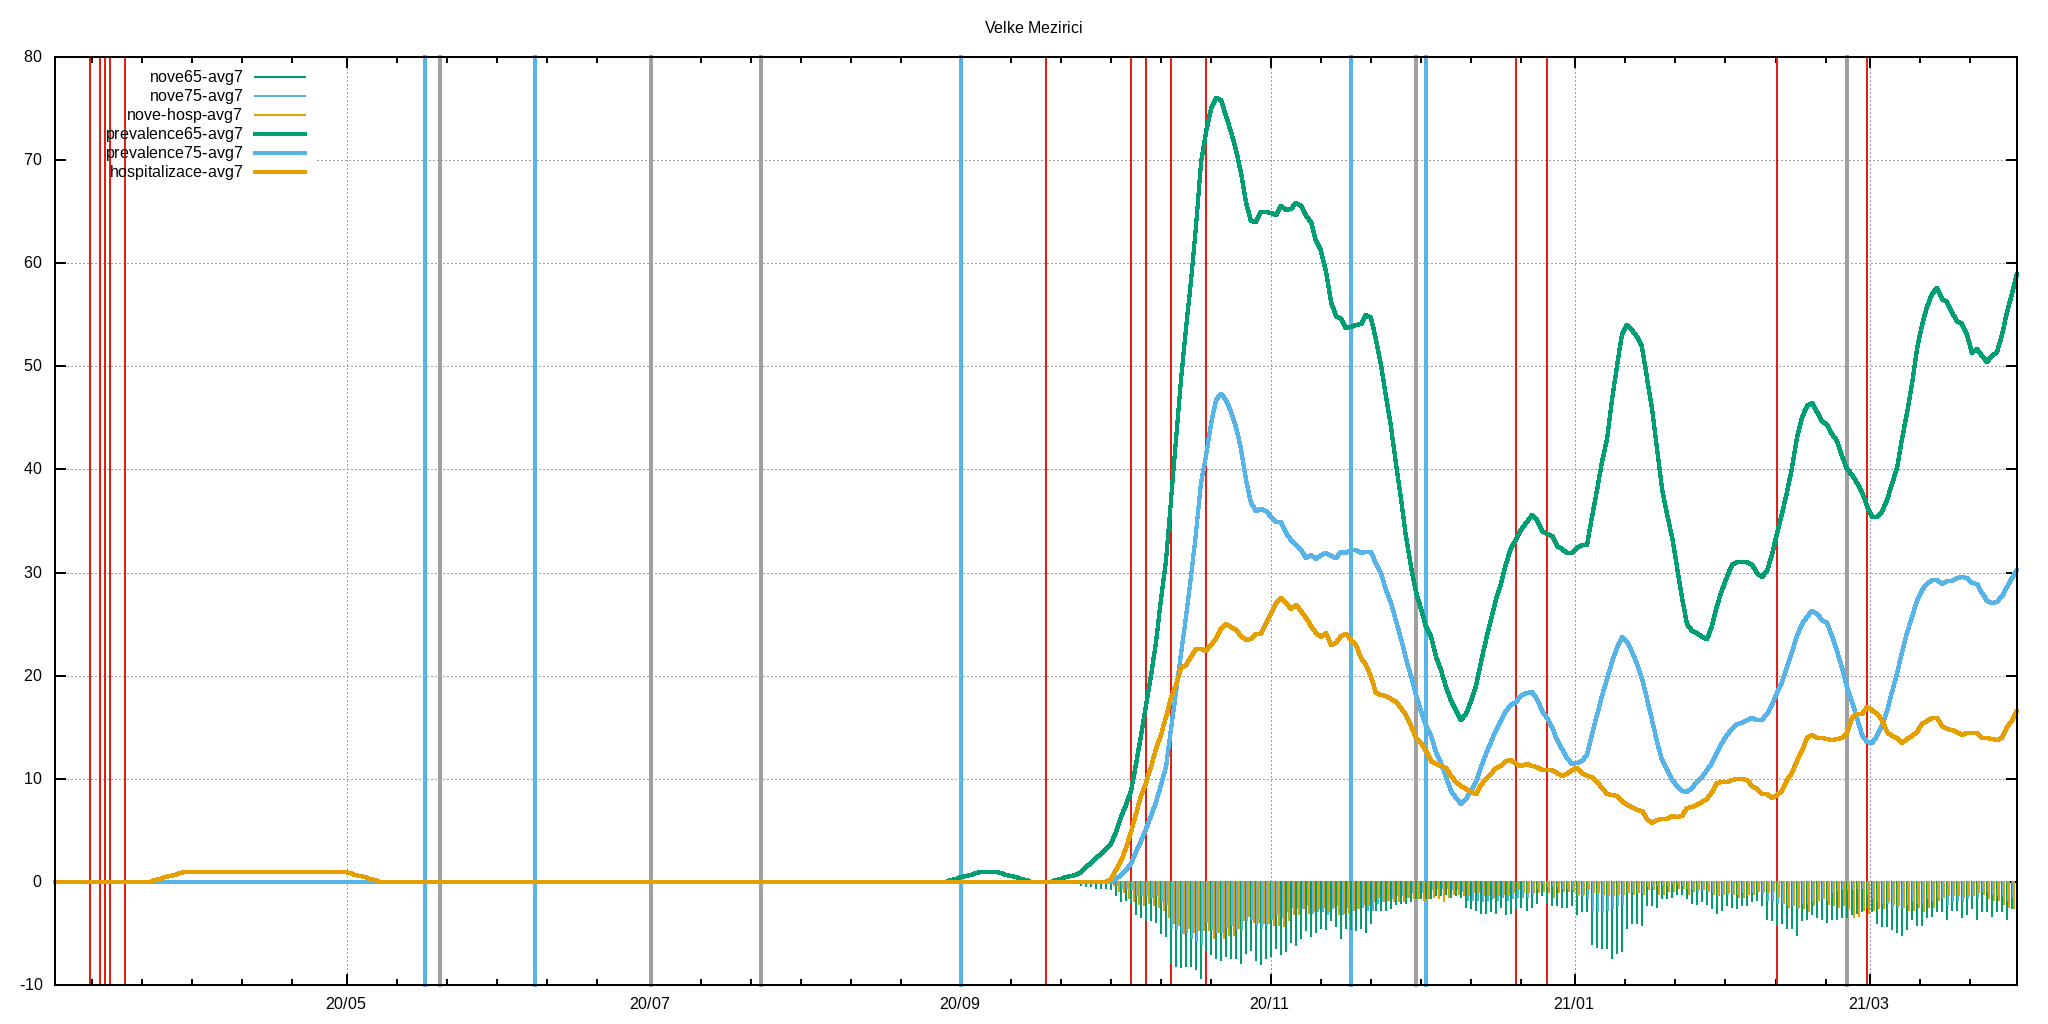 Velke Mezirici
80
70
60
50
40
30
20
10
0
-10
nove65-avg7
nove75-avg7
nove-hosp-avg7
prevalence65-avg7
prevalence75-avg7
hospitalizace-avg7
20/05 20/07 20/09 20/11 21/01 21/03